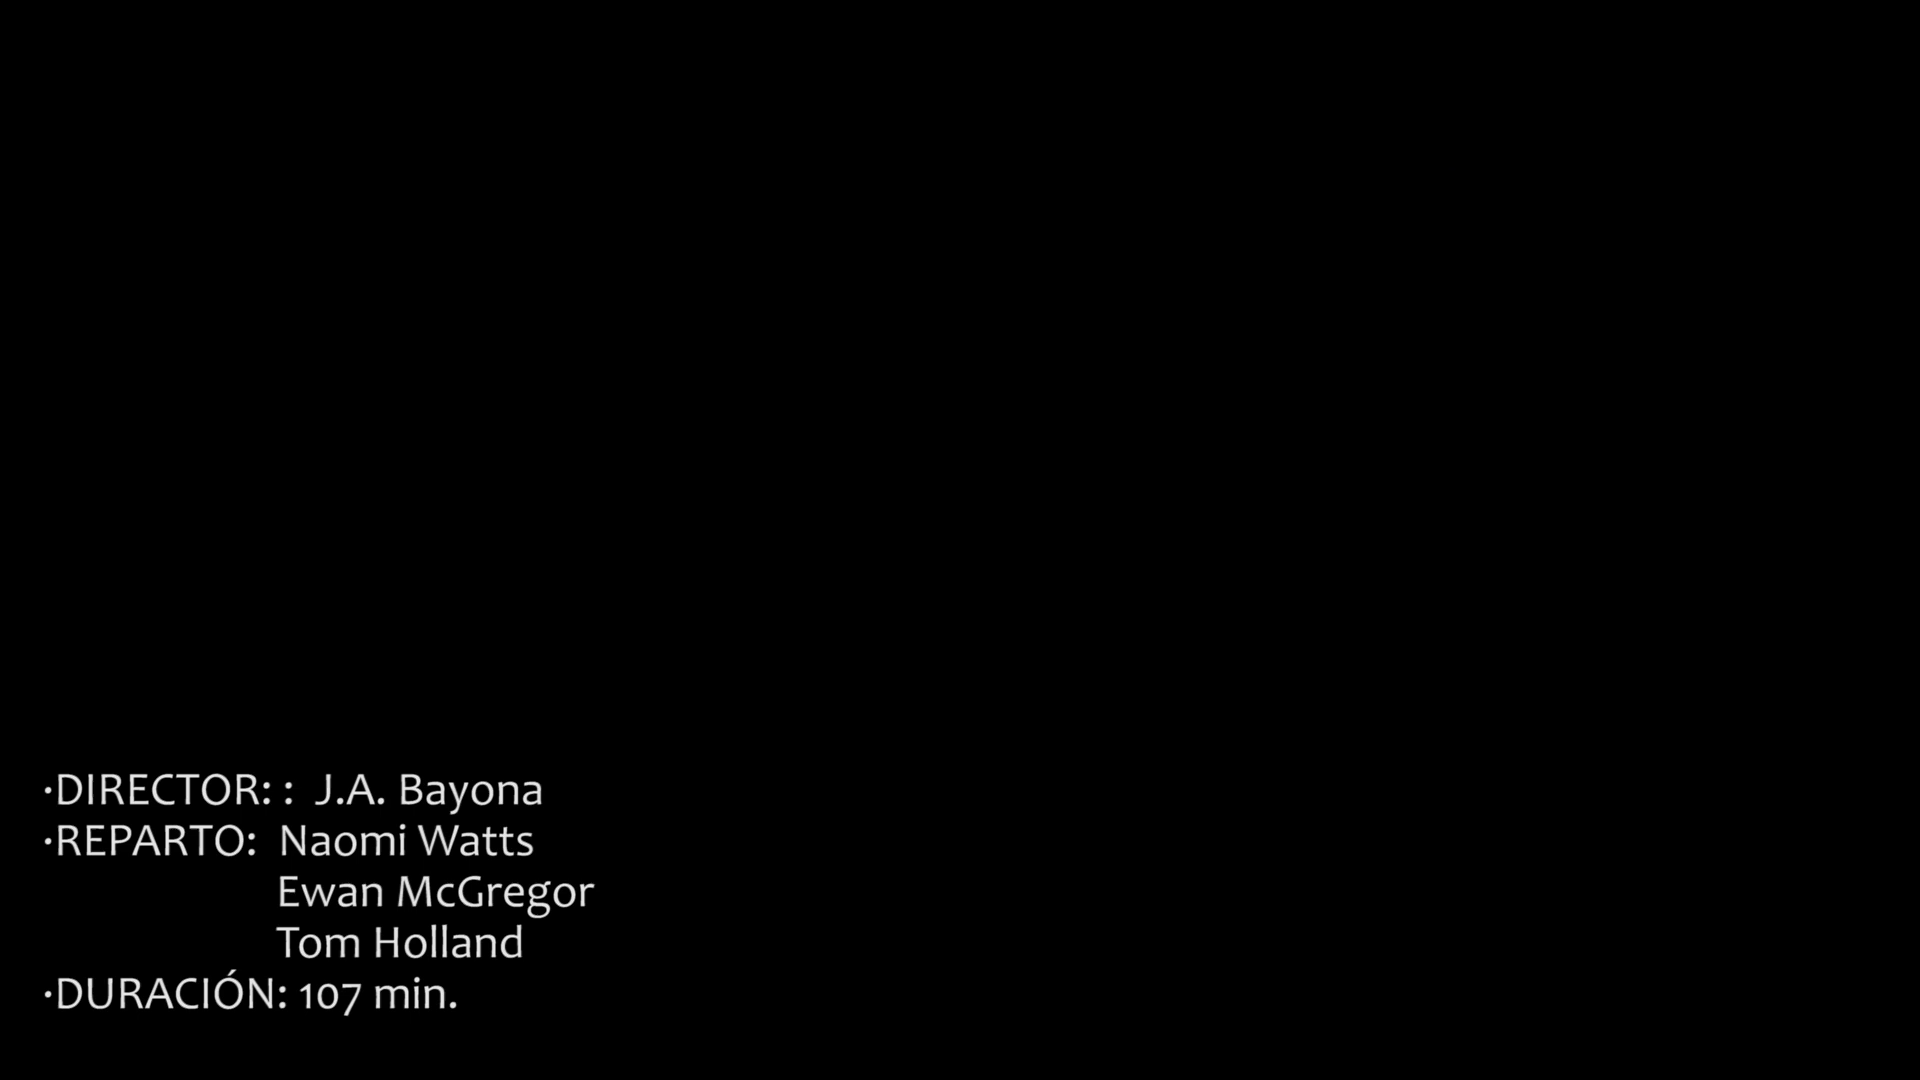 ·DIRECTOR: :  J.A. Bayona
·REPARTO:  Naomi Watts
Ewan McGregor
Tom Holland
·DURACIÓN: 107 min.